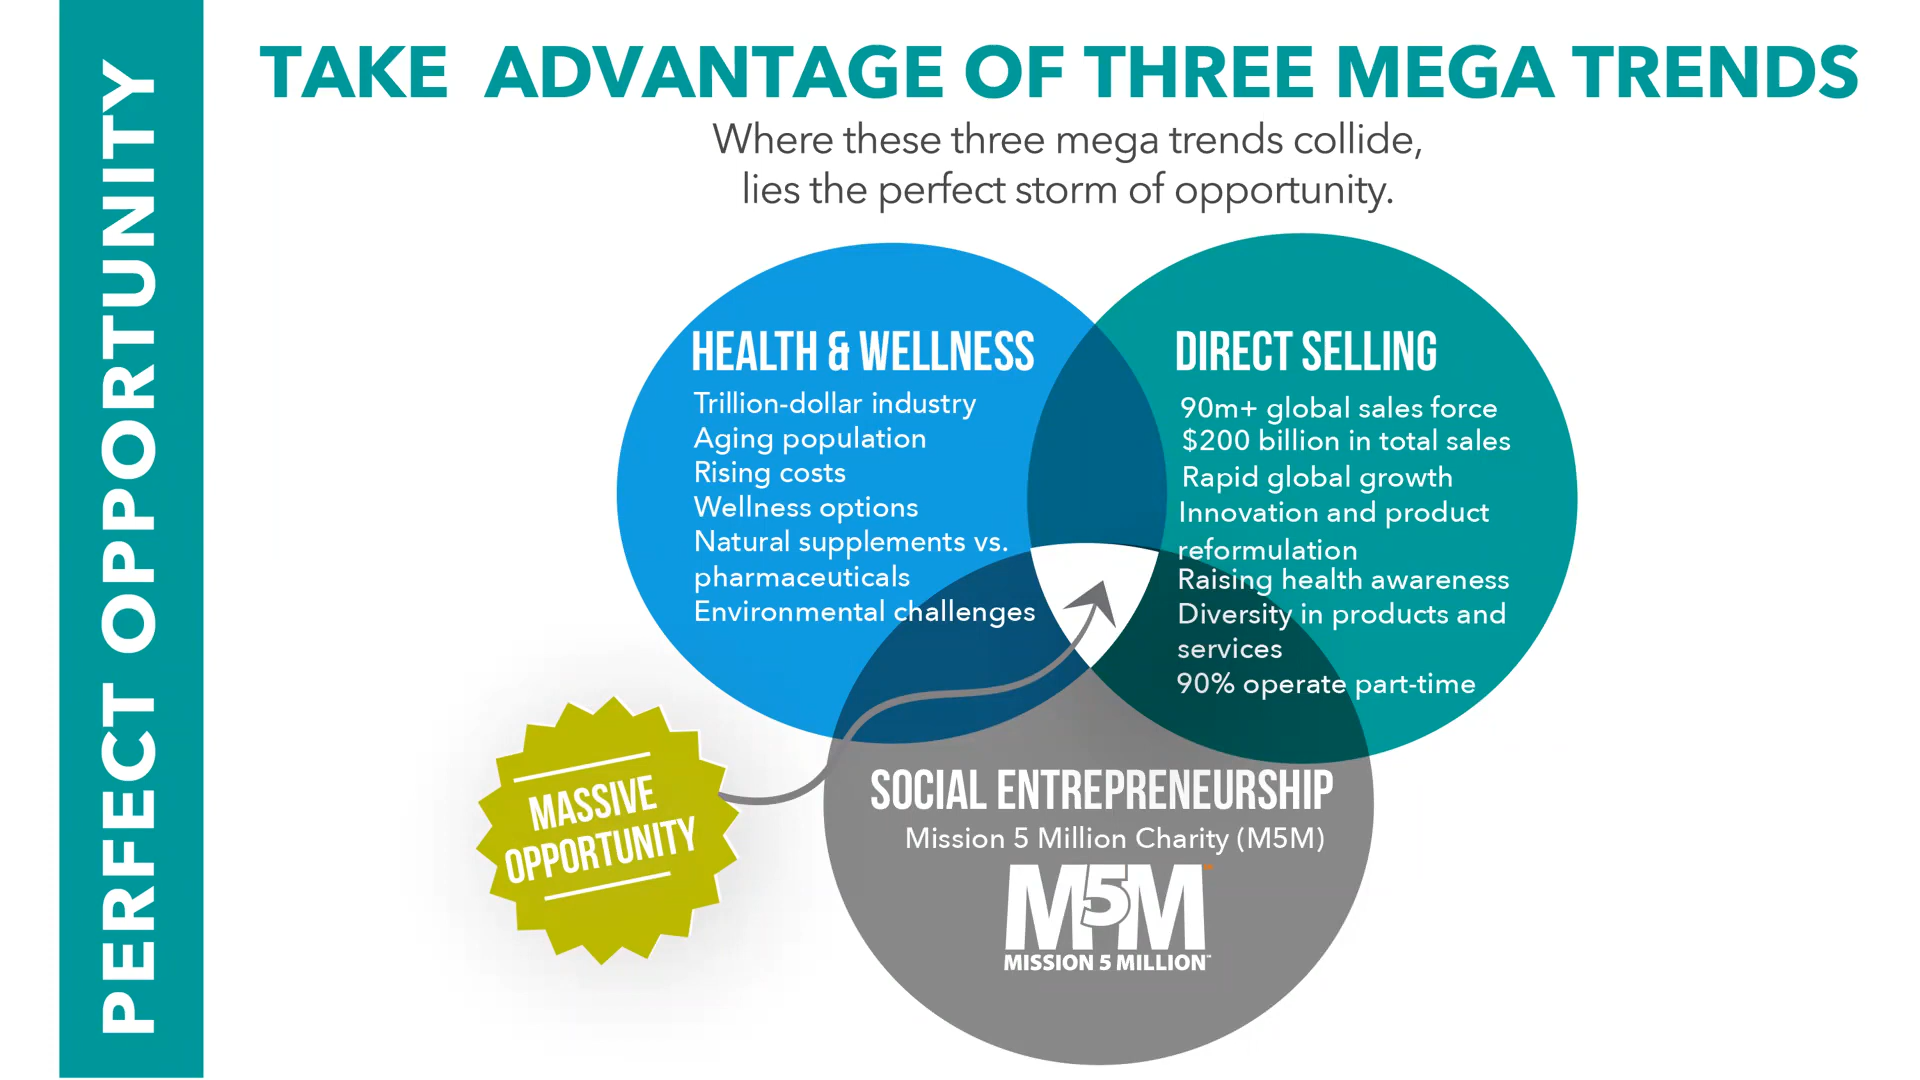 PERFECT OPPORTUNITY
TAKE ADVANTAGE OF THREE MEGA TRENDS
Where these three mega trends collide,
lies the perfect storm of opportunity.
HEALTH & WELLNESS
Trillion-dollar industry
Aging population
Rising costs
Wellness options
Natural supplements vs.
pharmaceuticals
Environmental challenges
DIRECT SELLING
90m+ global sales force
$200 billion in total sales
Rapid global growth
Innovation and product
reformulation
Raising health awareness
Diversity in products and
services
90% operate part-time
MASSIVE
OPPORTUNITY
SOCIAL ENTREPRENEURSHIP
Mission 5 Million Charity (M5M)
M5M
MISSION 5 MILLION™